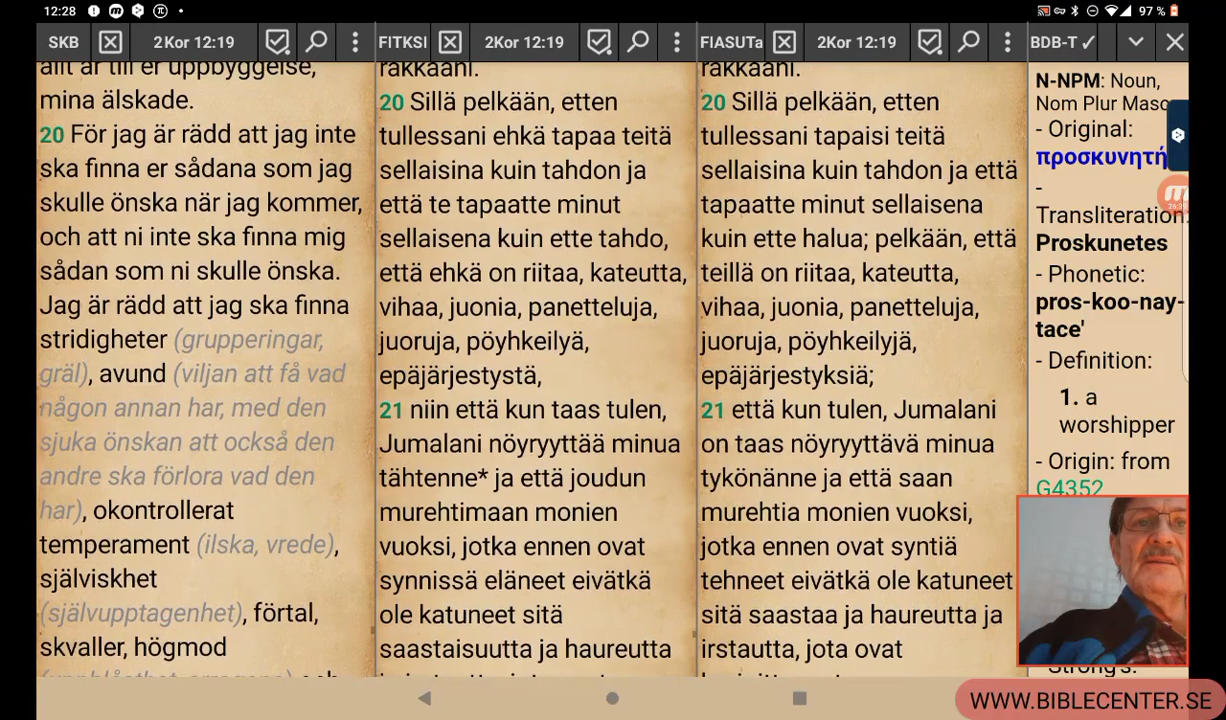 12:28
97 %
SKB
2Kor 12:19
FITKSI
2Kor 12:19
FIASUTa
2Kor 12:19
BDB-T ✓
allt är till er uppbyggelse,
mina älskade.
20 För jag är rädd att jag inte
ska finna er sådana som jag
skulle önska när jag kommer,
och att ni inte ska finna mig
sådan som ni skulle önska.
Jag är rädd att jag ska finna
stridigheter (grupperingar,
gräl), avund (viljan att få vad
någon annan har, med den
sjuka önskan att också den
andre ska förlora vad den
har), okontrollerat
temperament (ilska, vrede),
själviskhet
(självupptagenhet), förtal,
skvaller, högmod
rakkaani.
20 Sillä pelkään, etten
tullessani ehkä tapaa teitä
sellaisina kuin tahdon ja
että te tapaatte minut
sellaisena kuin ette tahdo,
että ehkä on riitaa, kateutta,
vihaa, juonia, panetteluja,
juoruja, pöyhkeilyä,
epäjärjestystä,
21 niin että kun taas tulen,
Jumalani nöyryyttää minua
tähtenne* ja että joudun
murehtimaan monien
vuoksi, jotka ennen ovat
synnissä eläneet eivätkä
ole katuneet sitä
saastaisuutta ja haureutta
rakkaani.
20 Sillä pelkään, etten
tullessani tapaisi teitä
sellaisina kuin tahdon ja että
tapaatte minut sellaisena
kuin ette halua; pelkään, että
teillä on riitaa, kateutta,
vihaa, juonia, panetteluja,
juoruja, pöyhkeilyjä,
epäjärjestyksiä;
21 että kun tulen, Jumalani
on taas nöyryyttävä minua
tykönänne ja että saan
murehtia monien vuoksi,
jotka ennen ovat syntiä
tehneet eivätkä ole katuneet
sitä saastaa ja haureutta ja
irstautta, jota ovat
N-NPM: Noun,
Nom Plur Masc
- Original:
προσκυνητή
-
Transliteration:
Proskunetes
- Phonetic:
pros-koo-nay-
tace'
- Definition:
1. a
worshipper
- Origin: from
G4352
Strong's:
WWW.BIBLECENTER.SE